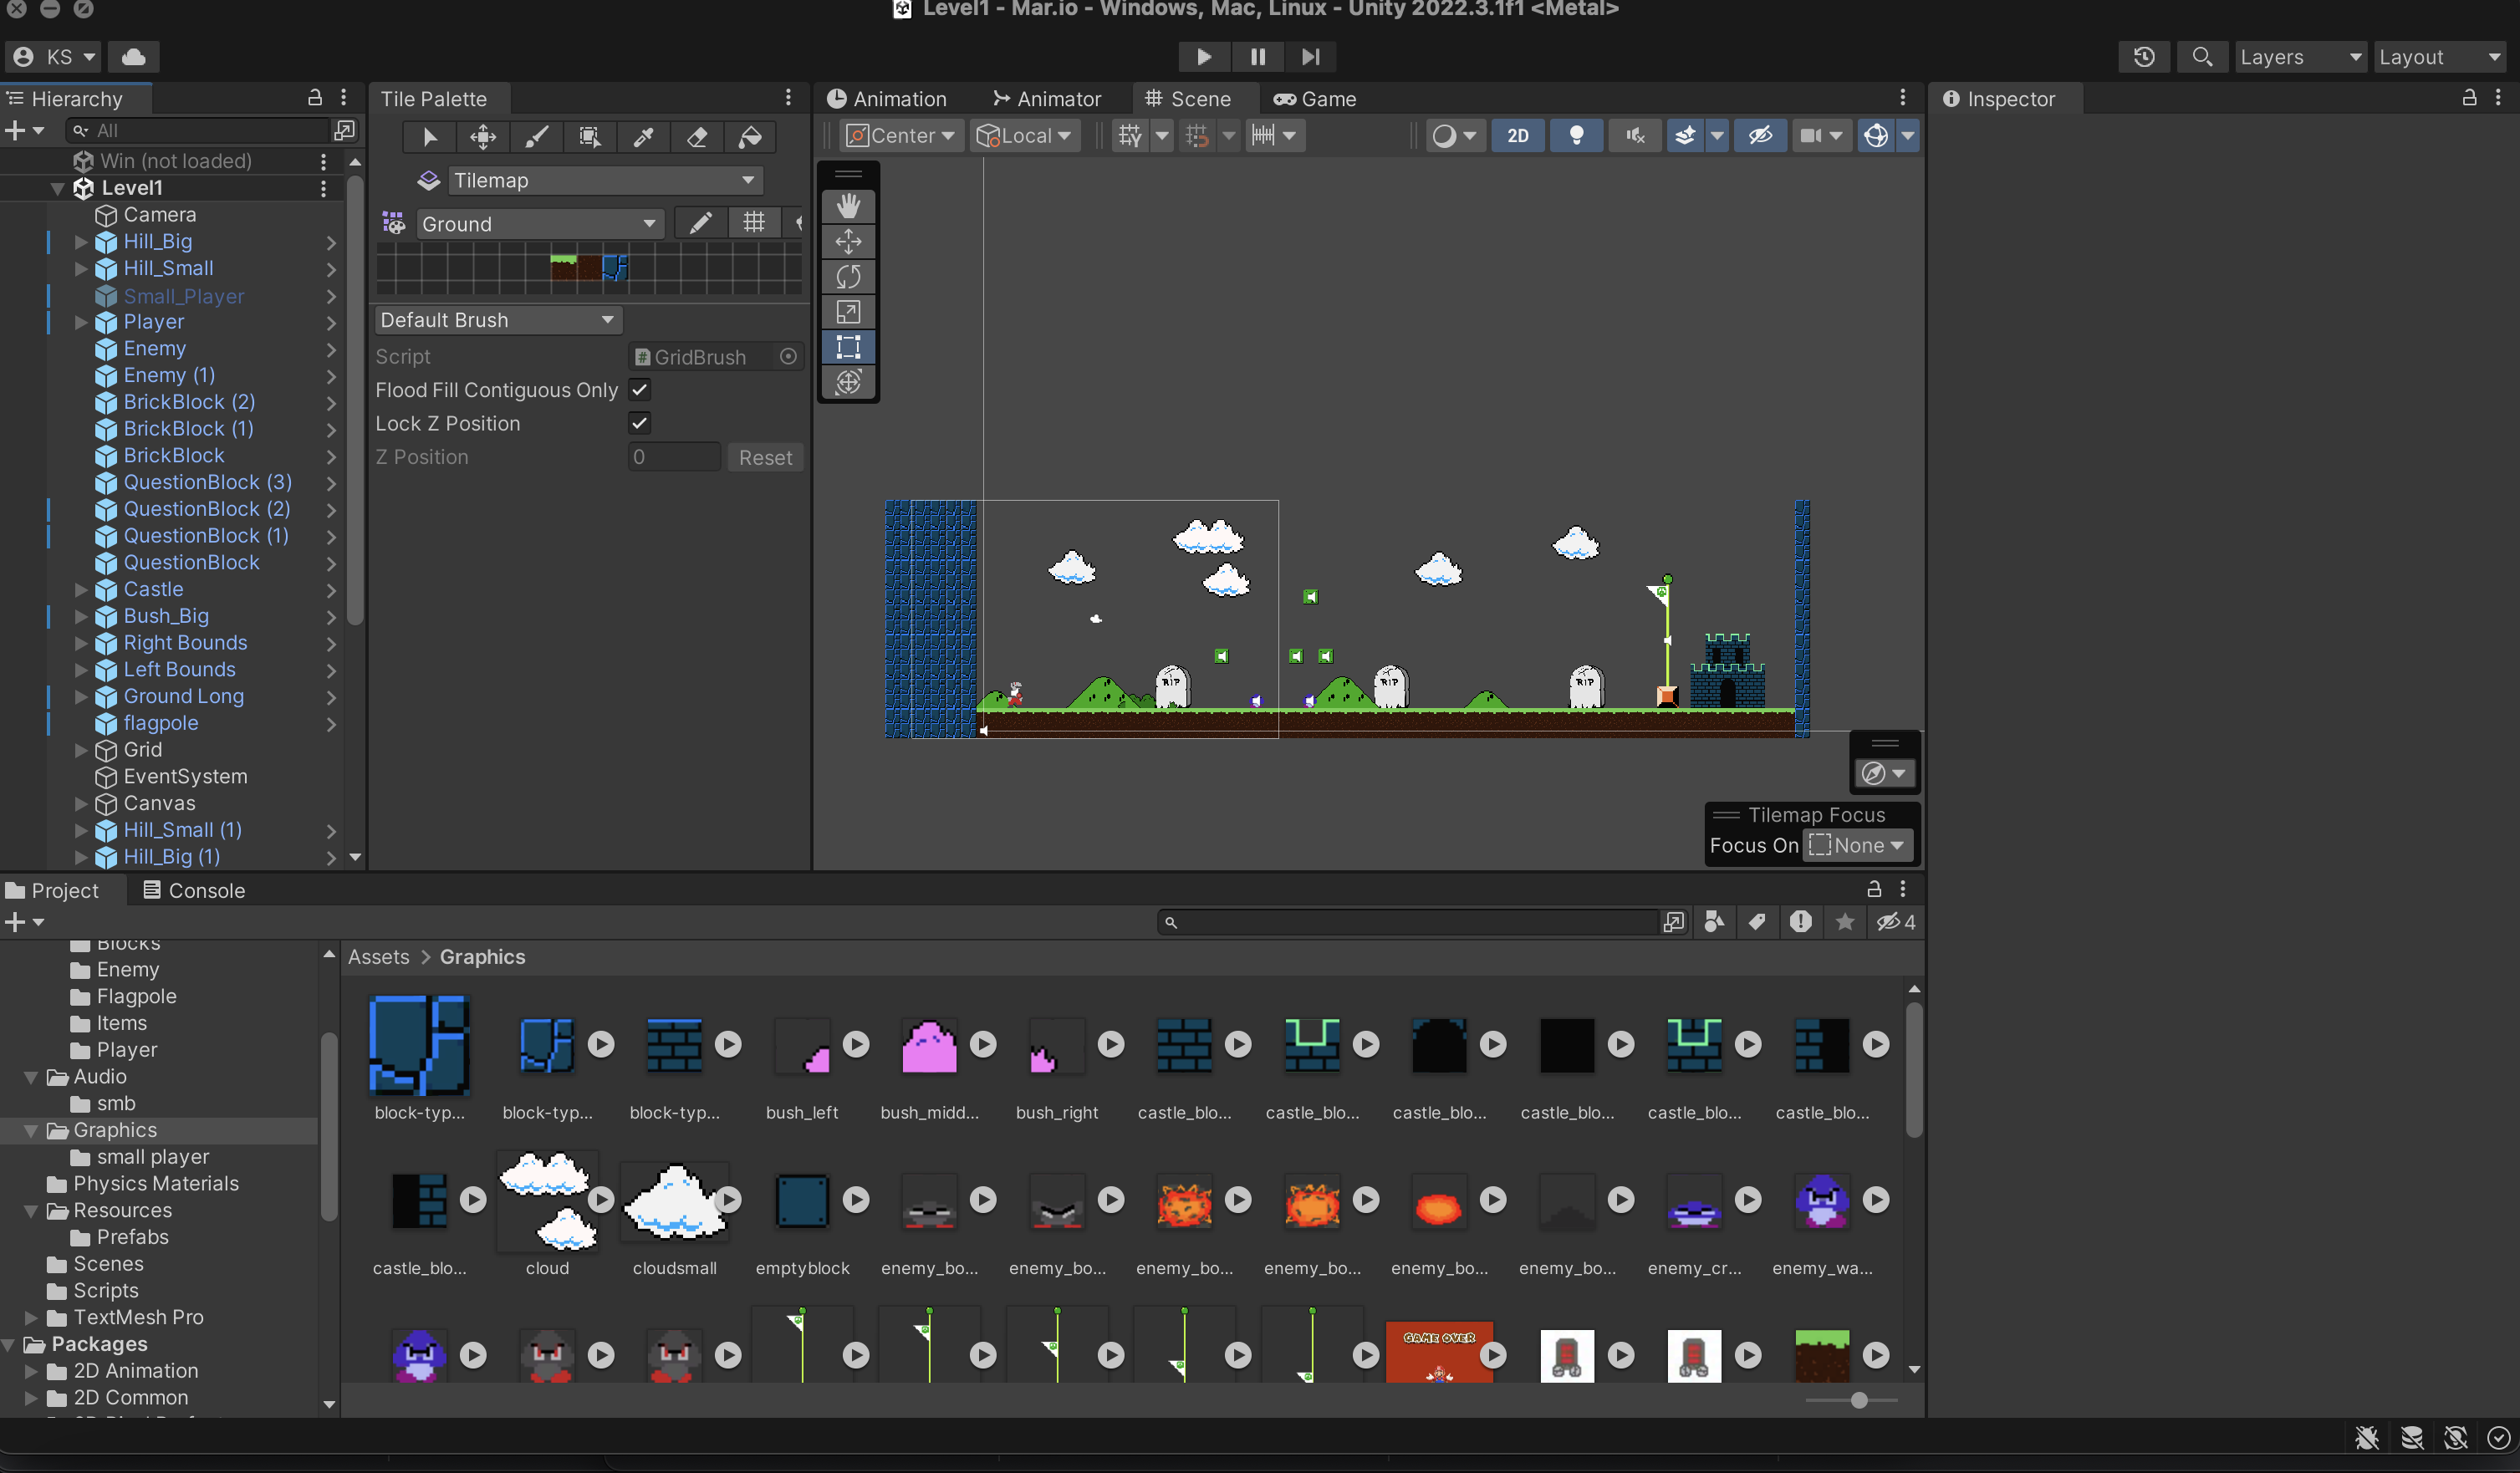 Level1 - Mar.io - Windows, Mac, Linux - Unity 2022.3.1f1 <Metal>
KS
Layers
Layout
Hierarchy
All
Win (not loaded)
Level1
Camera
Hill_Big
Hill_Small
Small_Player
Player
Enemy
Enemy (1)
BrickBlock (2)
BrickBlock (1)
BrickBlock
QuestionBlock (3)
QuestionBlock (2)
QuestionBlock (1)
QuestionBlock
Castle
Bush_Big
Right Bounds
Left Bounds
Ground Long
flagpole
Grid
EventSystem
Canvas
Hill_Small (1)
Hill_Big (1)
Tile Palette
Tilemap
Ground
Default Brush
Script GridBrush
Flood Fill Contiguous Only
Lock Z Position
Z Position 0 Reset
Animation Animator Scene Game
Center Local 2D
RIP
RIP
RIP
Tilemap Focus
Focus On None
Inspector
Project Console
4
Blocks
Enemy
Flagpole
Items
Player
Audio
smb
Graphics
small player
Physics Materials
Resources
Prefabs
Scenes
Scripts
TextMesh Pro
Packages
2D Animation
2D Common
Assets > Graphics
block-typ... block-typ... block-typ... bush_left bush_midd... bush_right castle_blo... castle_blo... castle_blo... castle_blo... castle_blo... castle_blo...
castle_blo... cloud cloudsmall emptyblock enemy_bo... enemy_bo... enemy_bo... enemy_bo... enemy_bo... enemy_bo... enemy_cr... enemy_wa...
GAME OVER